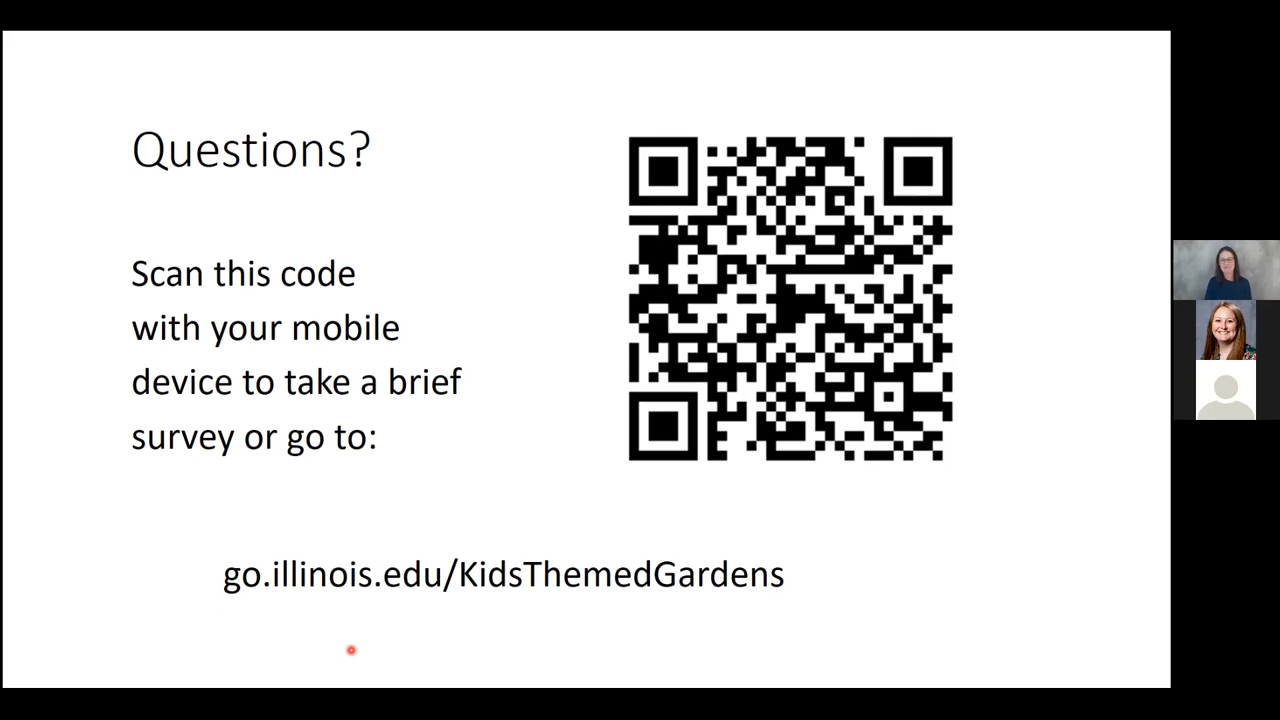 Questions?
Scan this code
with your mobile
device to take a brief
survey or go to:
go.illinois.edu/KidsThemedGardens